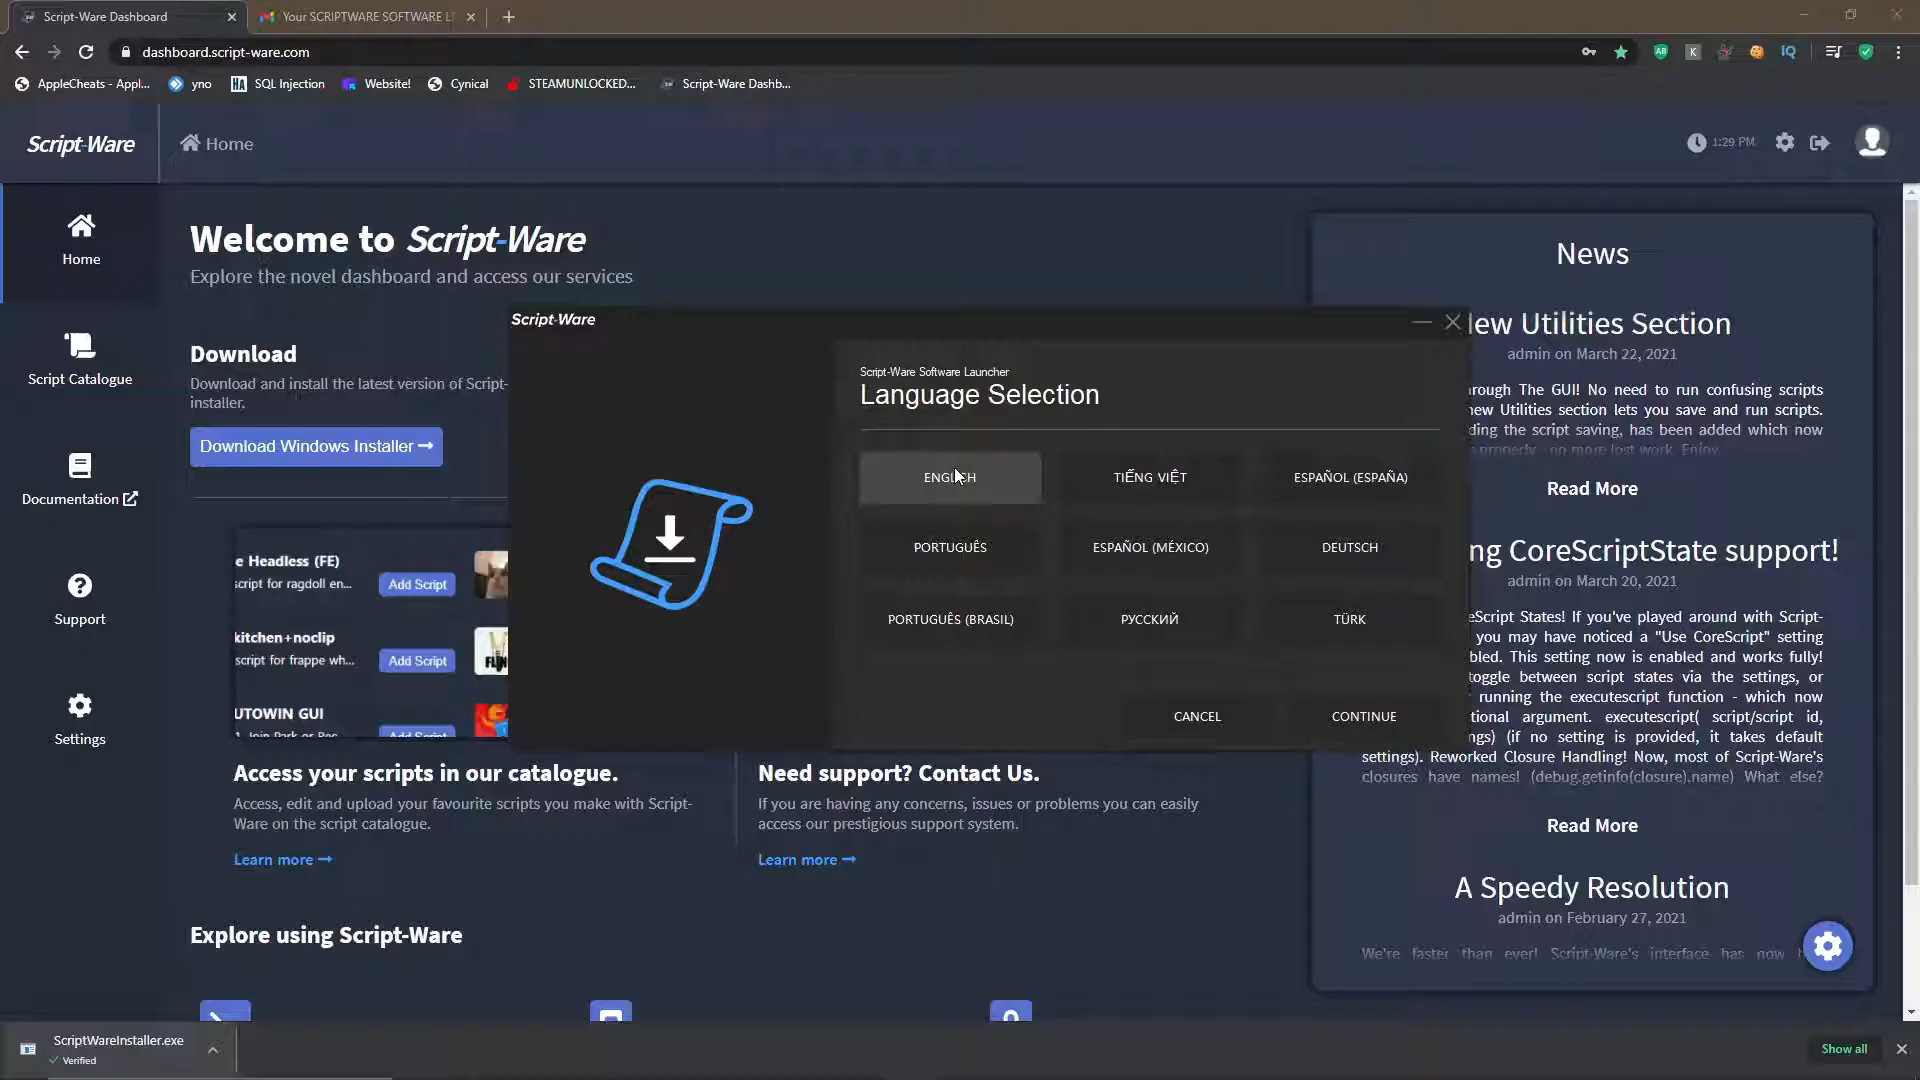 Script-Ware Dashboard
Your SCRIPTWARE SOFTWARE L
dashboard.script-ware.com
AppleCheats - Appl...
yno
SQL Injection
Website!
Cynical
STEAMUNLOCKED...
Script-Ware Dashb...
Script-Ware
Home
1:29 PM
Home
Script Catalogue
Documentation
Support
Settings
Welcome to Script-Ware
Explore the novel dashboard and access our services
Download
Download and install the latest version of Script-
installer.
Download Windows Installer
e Headless (FE)
script for ragdoll en...
Add Script
kitchen+noclip
script for frappe wh...
Add Script
UTOWIN GUI
Add Script
Script-Ware
Script-Ware Software Launcher
Language Selection
ENGLISH
TIẾNG VIỆT
ESPAÑOL (ESPAÑA)
PORTUGUÊS
ESPAÑOL (MÉXICO)
DEUTSCH
PORTUGUÊS (BRASIL)
РУССКИЙ
TÜRK
CANCEL
CONTINUE
Access your scripts in our catalogue.
Access, edit and upload your favourite scripts you make with Script-
Ware on the script catalogue.
Learn more
Need support? Contact Us.
If you are having any concerns, issues or problems you can easily
access our prestigious support system.
Learn more
Explore using Script-Ware
News
ew Utilities Section
admin on March 22, 2021
rough The GUI! No need to run confusing scripts
new Utilities section lets you save and run scripts.
ding the script saving, has been added which now
properly - no more lost work. Enjoy.
Read More
ng CoreScriptState support!
admin on March 20, 2021
eScript States! If you've played around with Script-
you may have noticed a "Use CoreScript" setting
bled. This setting now is enabled and works fully!
toggle between script states via the settings, or
running the executescript function - which now
tional argument. executescript( script/script id,
ngs) (if no setting is provided, it takes default
settings). Reworked Closure Handling! Now, most of Script-Ware's
closures have names! (debug.getinfo(closure).name) What else?
Read More
A Speedy Resolution
admin on February 27, 2021
We're faster than ever! Script-Ware's interface has now
ScriptWareInstaller.exe
Verified
Show all